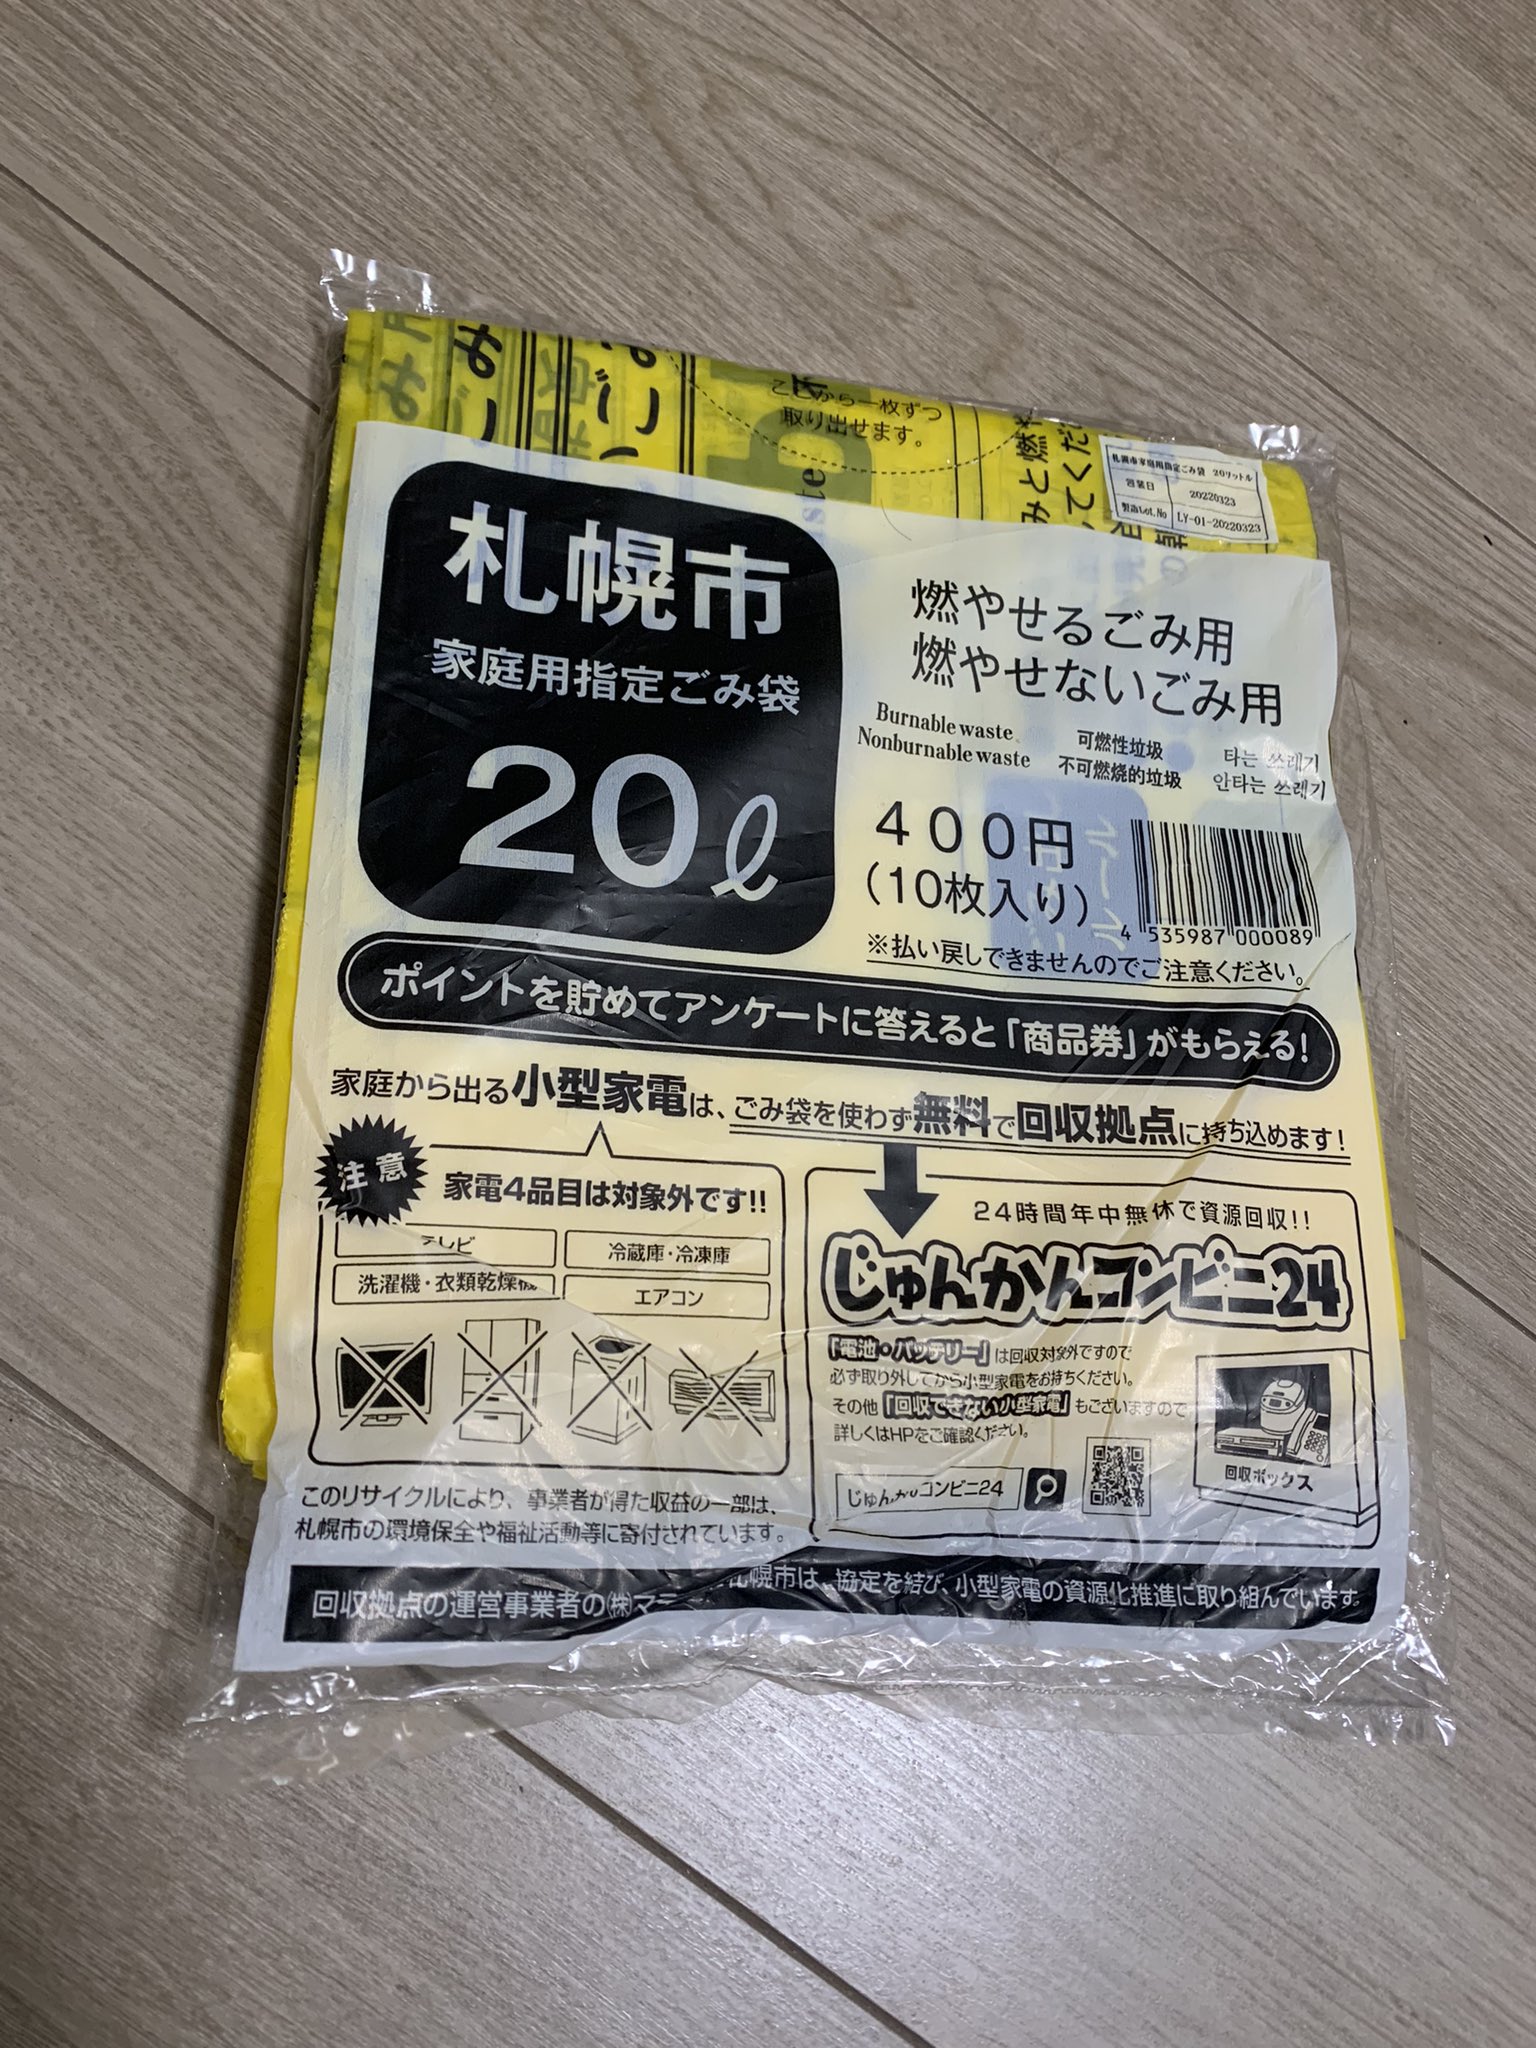 ここから一枚ずつ
取り出せます。
札幌市家庭用指定ごみ袋 20リットル
包装日 20220323
製造Lot.No LY-01-20220323
札幌市
家庭用指定ごみ袋
20ℓ
燃やせるごみ用
燃やせないごみ用
Burnable waste
Nonburnable waste
可燃性垃圾
不可燃烧的垃圾
타는 쓰레기
안타는 쓰레기
400円
(10枚入り)
4 535987 000089
※払い戻しできませんのでご注意ください。
ポイントを貯めてアンケートに答えると「商品券」がもらえる!
家庭から出る小型家電は、ごみ袋を使わず無料で回収拠点に持ち込めます!
注意
家電4品目は対象外です!!
テレビ
冷蔵庫・冷凍庫
洗濯機・衣類乾燥機
エアコン
24時間年中無休で資源回収!!
じゅんかんコンビニ24
「電池・バッテリー」は回収対象外ですので
必ず取り外してから小型家電をお持ちください。
その他「回収できない小型家電」もございますので
詳しくはHPをご確認ください。
じゅんかんコンビニ24
回収ボックス
このリサイクルにより、事業者が得た収益の一部は、
札幌市の環境保全や福祉活動等に寄付されています。
回収拠点の運営事業者の㈱マテ 札幌市は、協定を結び、小型家電の資源化推進に取り組んでいます。